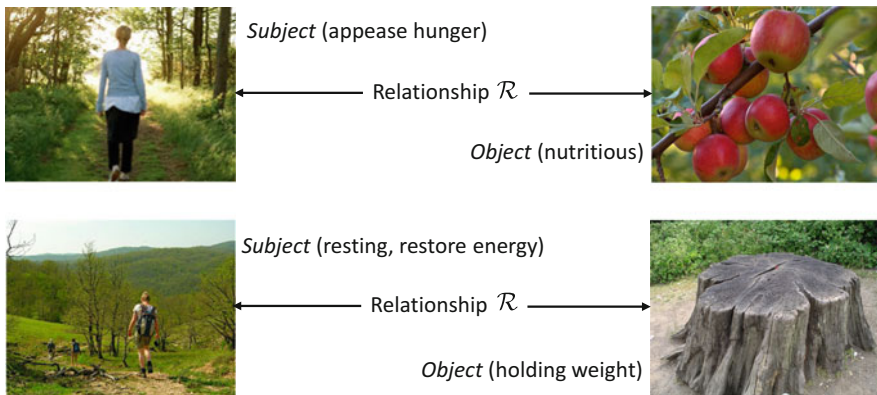 Subject (appease hunger)
Relationship ℛ
Object (nutritious)
Subject (resting, restore energy)
Relationship ℛ
Object (holding weight)